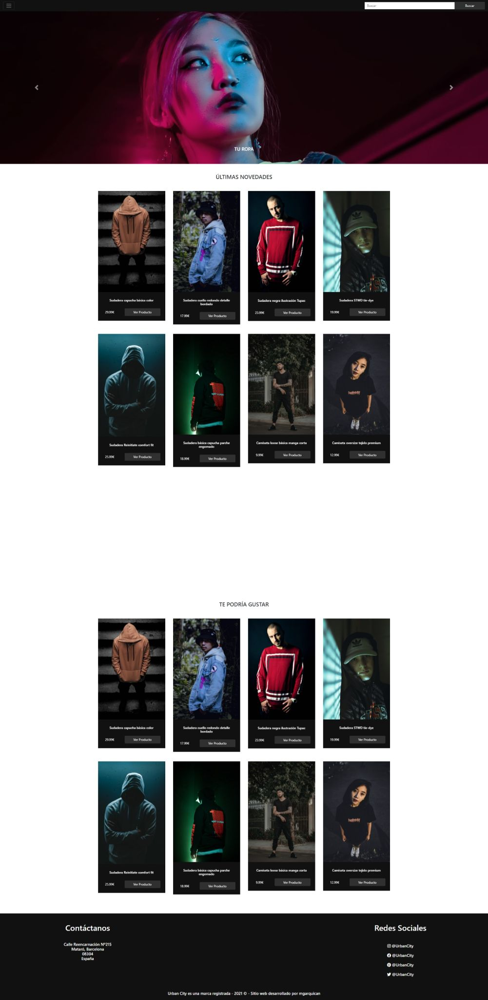 Buscar
Buscar
TU ROPA
ÚLTIMAS NOVEDADES
Sudadera capucha básica color
29.99€
Ver Producto
Sudadera cuello redondo detalle
bordado
17.99€
Ver Producto
Sudadera negra ilustración Tupac
23.99€
Ver Producto
Sudadera STWD tie-dye
19.99€
Ver Producto
Sudadera Reinitiate comfort fit
25.99€
Ver Producto
Sudadera básica capucha parche
engomado
18.99€
Ver Producto
Camiseta loose básica manga corta
9.99€
Ver Producto
Camiseta oversize tejido premium
12.99€
Ver Producto
TE PODRÍA GUSTAR
Sudadera capucha básica color
29.99€
Ver Producto
Sudadera cuello redondo detalle
bordado
17.99€
Ver Producto
Sudadera negra ilustración Tupac
23.99€
Ver Producto
Sudadera STWD tie-dye
19.99€
Ver Producto
Sudadera Reinitiate comfort fit
25.99€
Ver Producto
Sudadera básica capucha parche
engomado
18.99€
Ver Producto
Camiseta loose básica manga corta
9.99€
Ver Producto
Camiseta oversize tejido premium
12.99€
Ver Producto
Contáctanos
Calle Reencarnación Nº215
Mataró, Barcelona
08304
España
Redes Sociales
@UrbanCity
@UrbanCity
@UrbanCity
@UrbanCity
Urban City es una marca registrada - 2021 © - Sitio web desarrollado por mgarquican